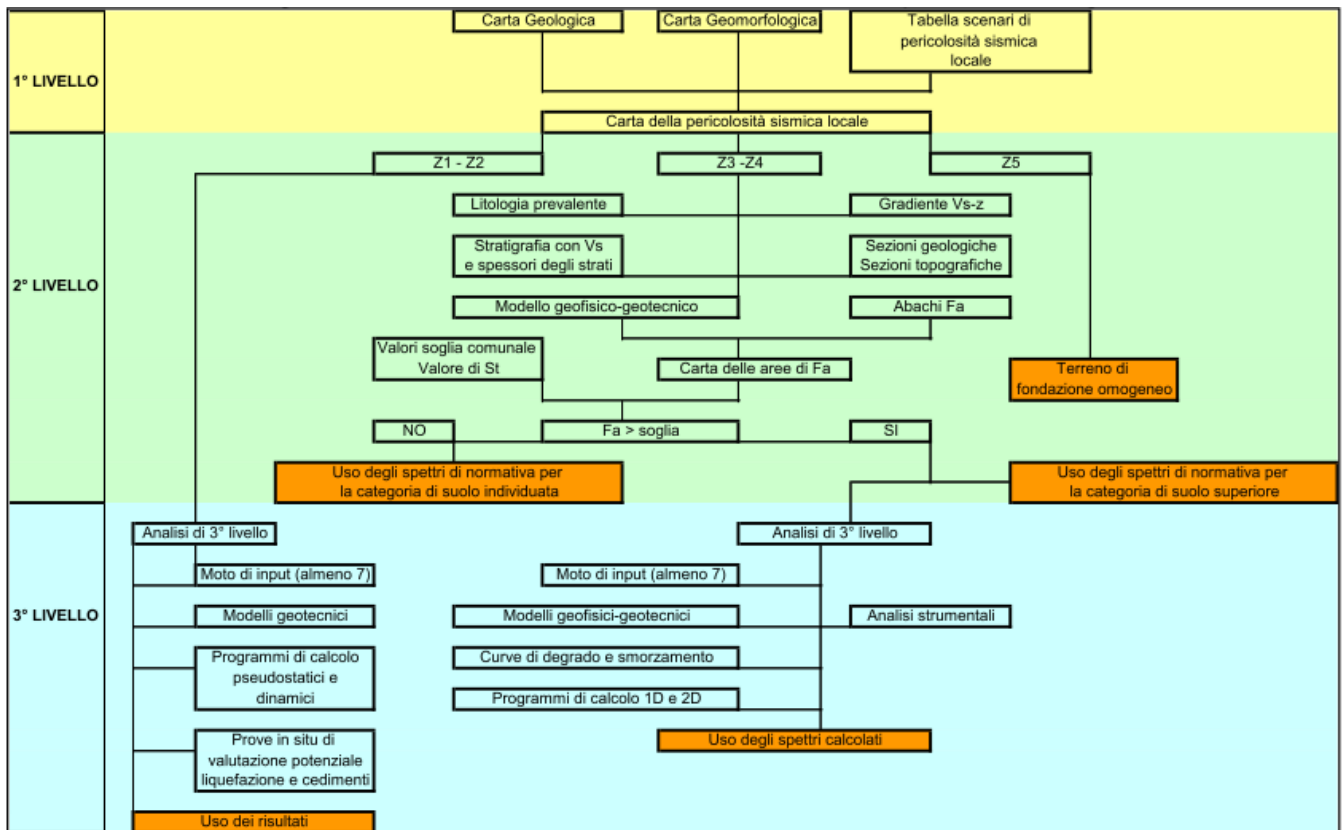 Carta Geologica
Carta Geomorfologica
Tabella scenari di
pericolosità sismica
locale
1° LIVELLO
Carta della pericolosità sismica locale
Z1 - Z2
Z3 -Z4
Z5
Litologia prevalente
Gradiente Vs-z
Stratigrafia con Vs
e spessori degli strati
Sezioni geologiche
Sezioni topografiche
2° LIVELLO
Modello geofisico-geotecnico
Abachi Fa
Valori soglia comunale
Valore di St
Carta delle aree di Fa
Terreno di
fondazione omogeneo
NO
Fa > soglia
SI
Uso degli spettri di normativa per
la categoria di suolo individuata
Uso degli spettri di normativa per
la categoria di suolo superiore
Analisi di 3° livello
Analisi di 3° livello
Moto di input (almeno 7)
Moto di input (almeno 7)
3° LIVELLO
Modelli geotecnici
Modelli geofisici-geotecnici
Analisi strumentali
Programmi di calcolo
pseudostatici e
dinamici
Curve di degrado e smorzamento
Programmi di calcolo 1D e 2D
Prove in situ di
valutazione potenziale
liquefazione e cedimenti
Uso degli spettri calcolati
Uso dei risultati